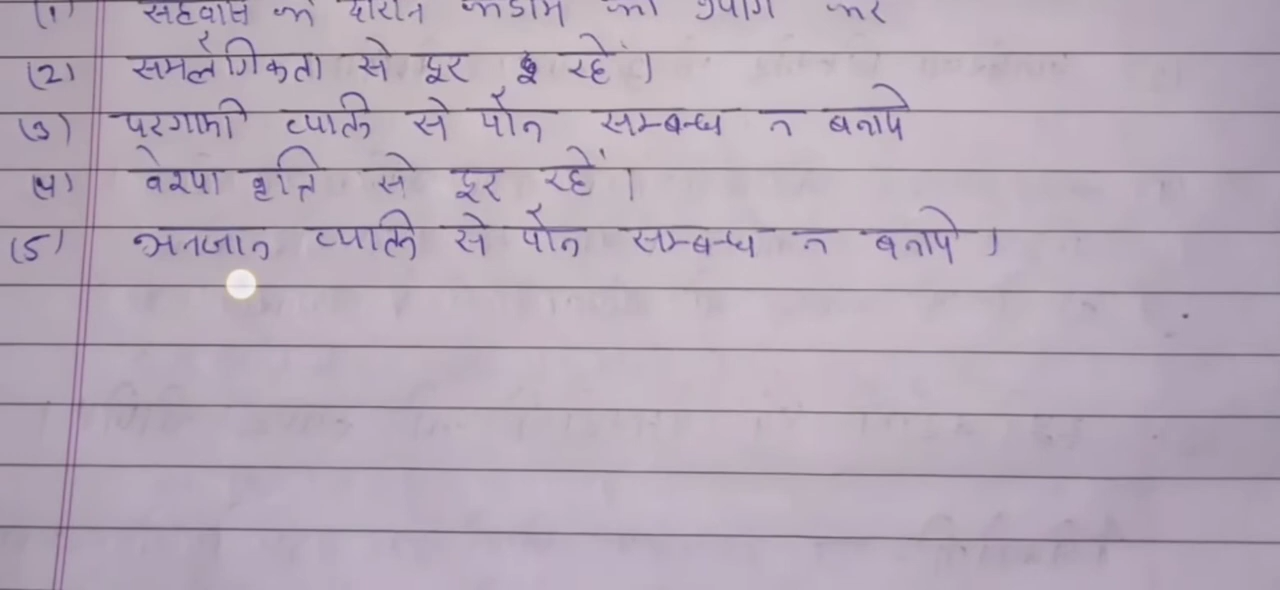 (1) सहवास के दौरान कंडोम का उपयोग करें
(2) समलैंगिकता से दूर रहें।
(3) परगामी व्यक्ति से यौन सम्बन्ध न बनाये
(4) वेश्या वृत्ति से दूर रहें।
(5) अनजान व्यक्ति से यौन सम्बन्ध न बनाये।